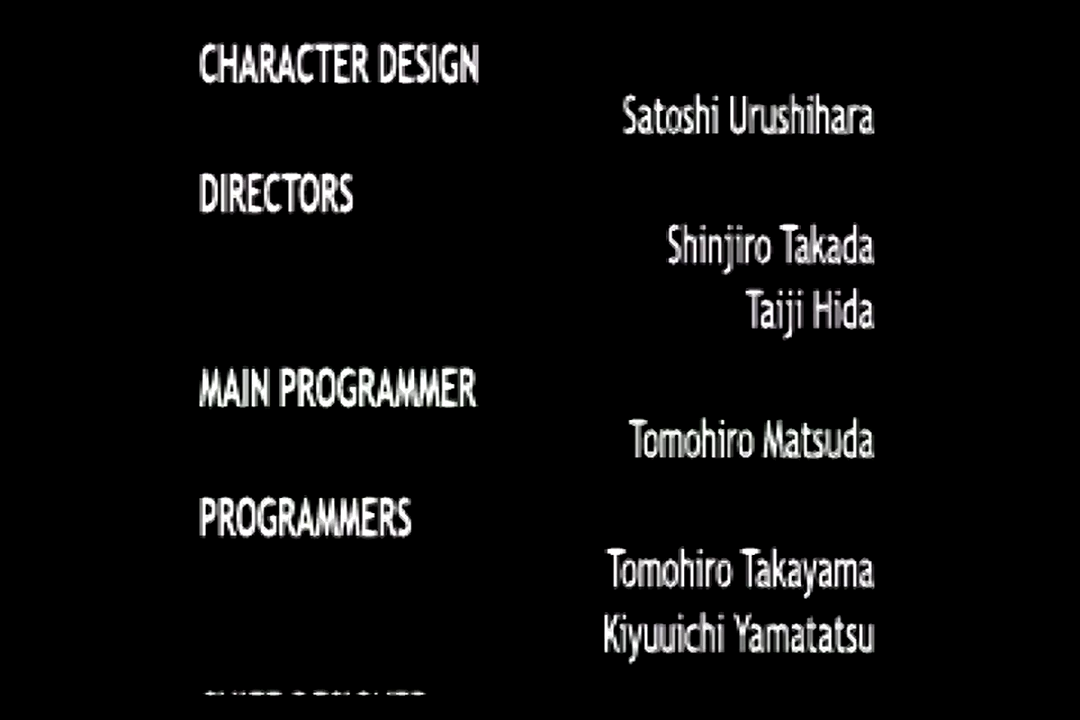 CHARACTER DESIGN
Satoshi Urushihara
DIRECTORS
Shinjiro Takada
Taiji Hida
MAIN PROGRAMMER
Tomohiro Matsuda
PROGRAMMERS
Tomohiro Takayama
Kiyuuichi Yamatatsu